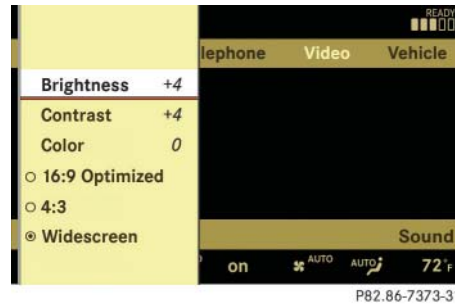 READY
lephone Video Vehicle
Brightness +4
Contrast +4
Color 0
16:9 Optimized
4:3
Widescreen
Sound
on AUTO AUTO 72°F
P82.86-7373-3